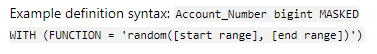 Example definition syntax: Account_Number bigint MASKED
WITH (FUNCTION = 'random([start range], [end range])')